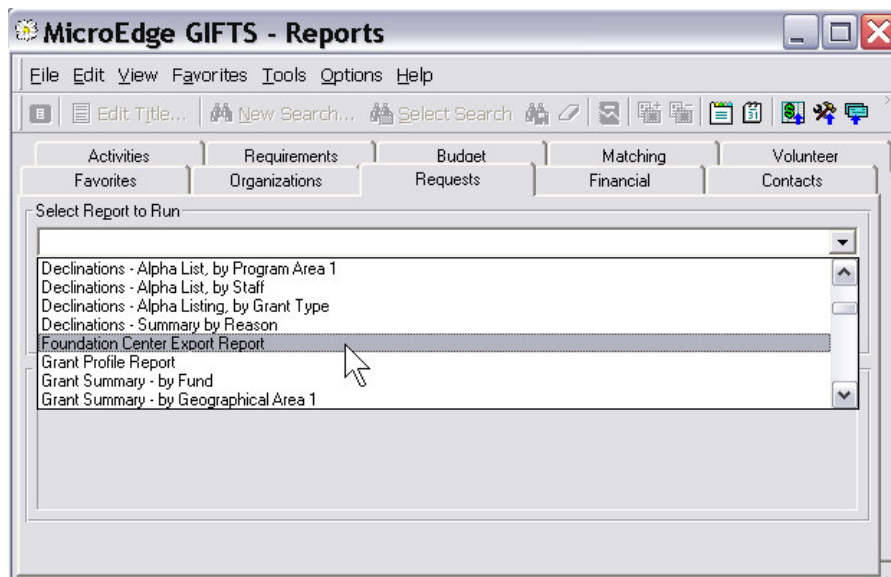 MicroEdge GIFTS - Reports
File Edit View Favorites Tools Options Help
Edit Title... New Search... Select Search
Activities Requirements Budget Matching Volunteer
Favorites Organizations Requests Financial Contacts
Select Report to Run
Declinations - Alpha List, by Program Area 1
Declinations - Alpha List, by Staff
Declinations - Alpha Listing, by Grant Type
Declinations - Summary by Reason
Foundation Center Export Report
Grant Profile Report
Grant Summary - by Fund
Grant Summary - by Geographical Area 1